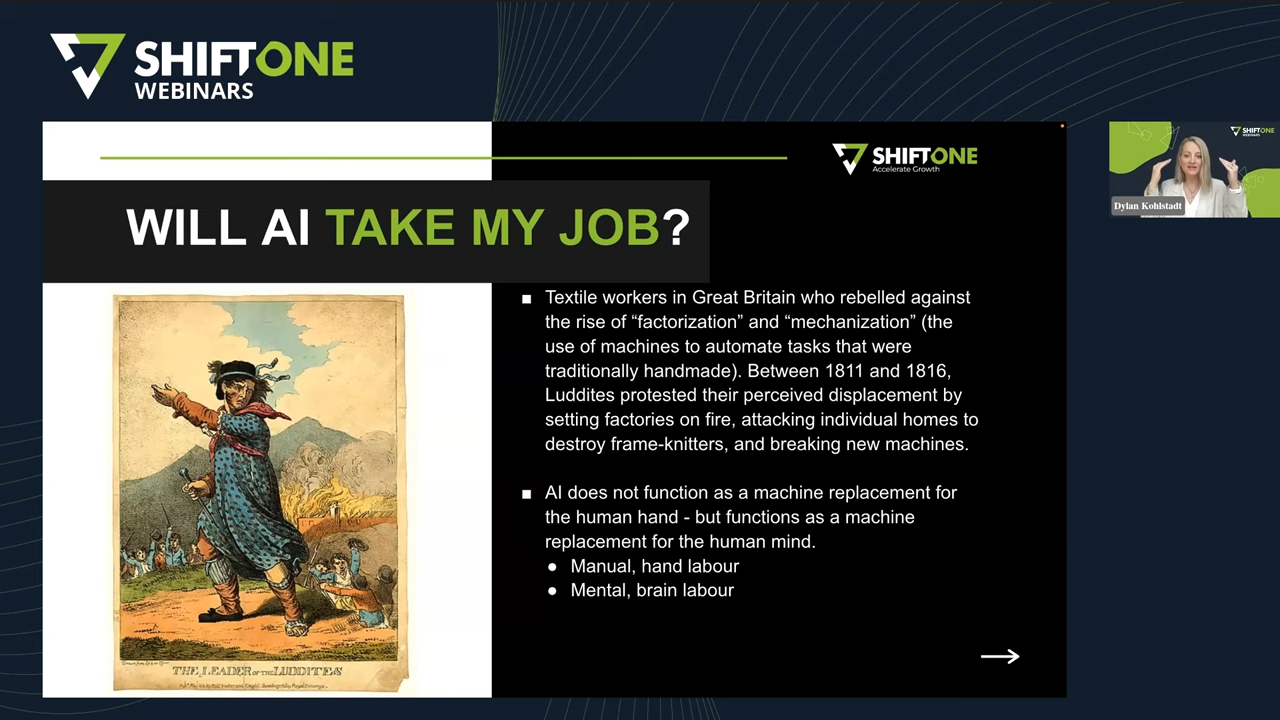 SHIFTONE
WEBINARS
SHIFTONE
Accelerate Growth
SHIFTONE
WEBINARS
Dylan Kohlstadt
WILL AI TAKE MY JOB?
■ Textile workers in Great Britain who rebelled against
the rise of “factorization” and “mechanization” (the
use of machines to automate tasks that were
traditionally handmade). Between 1811 and 1816,
Luddites protested their perceived displacement by
setting factories on fire, attacking individual homes to
destroy frame-knitters, and breaking new machines.
■ AI does not function as a machine replacement for
the human hand - but functions as a machine
replacement for the human mind.
● Manual, hand labour
● Mental, brain labour
THE LEADER OF THE LUDDITES